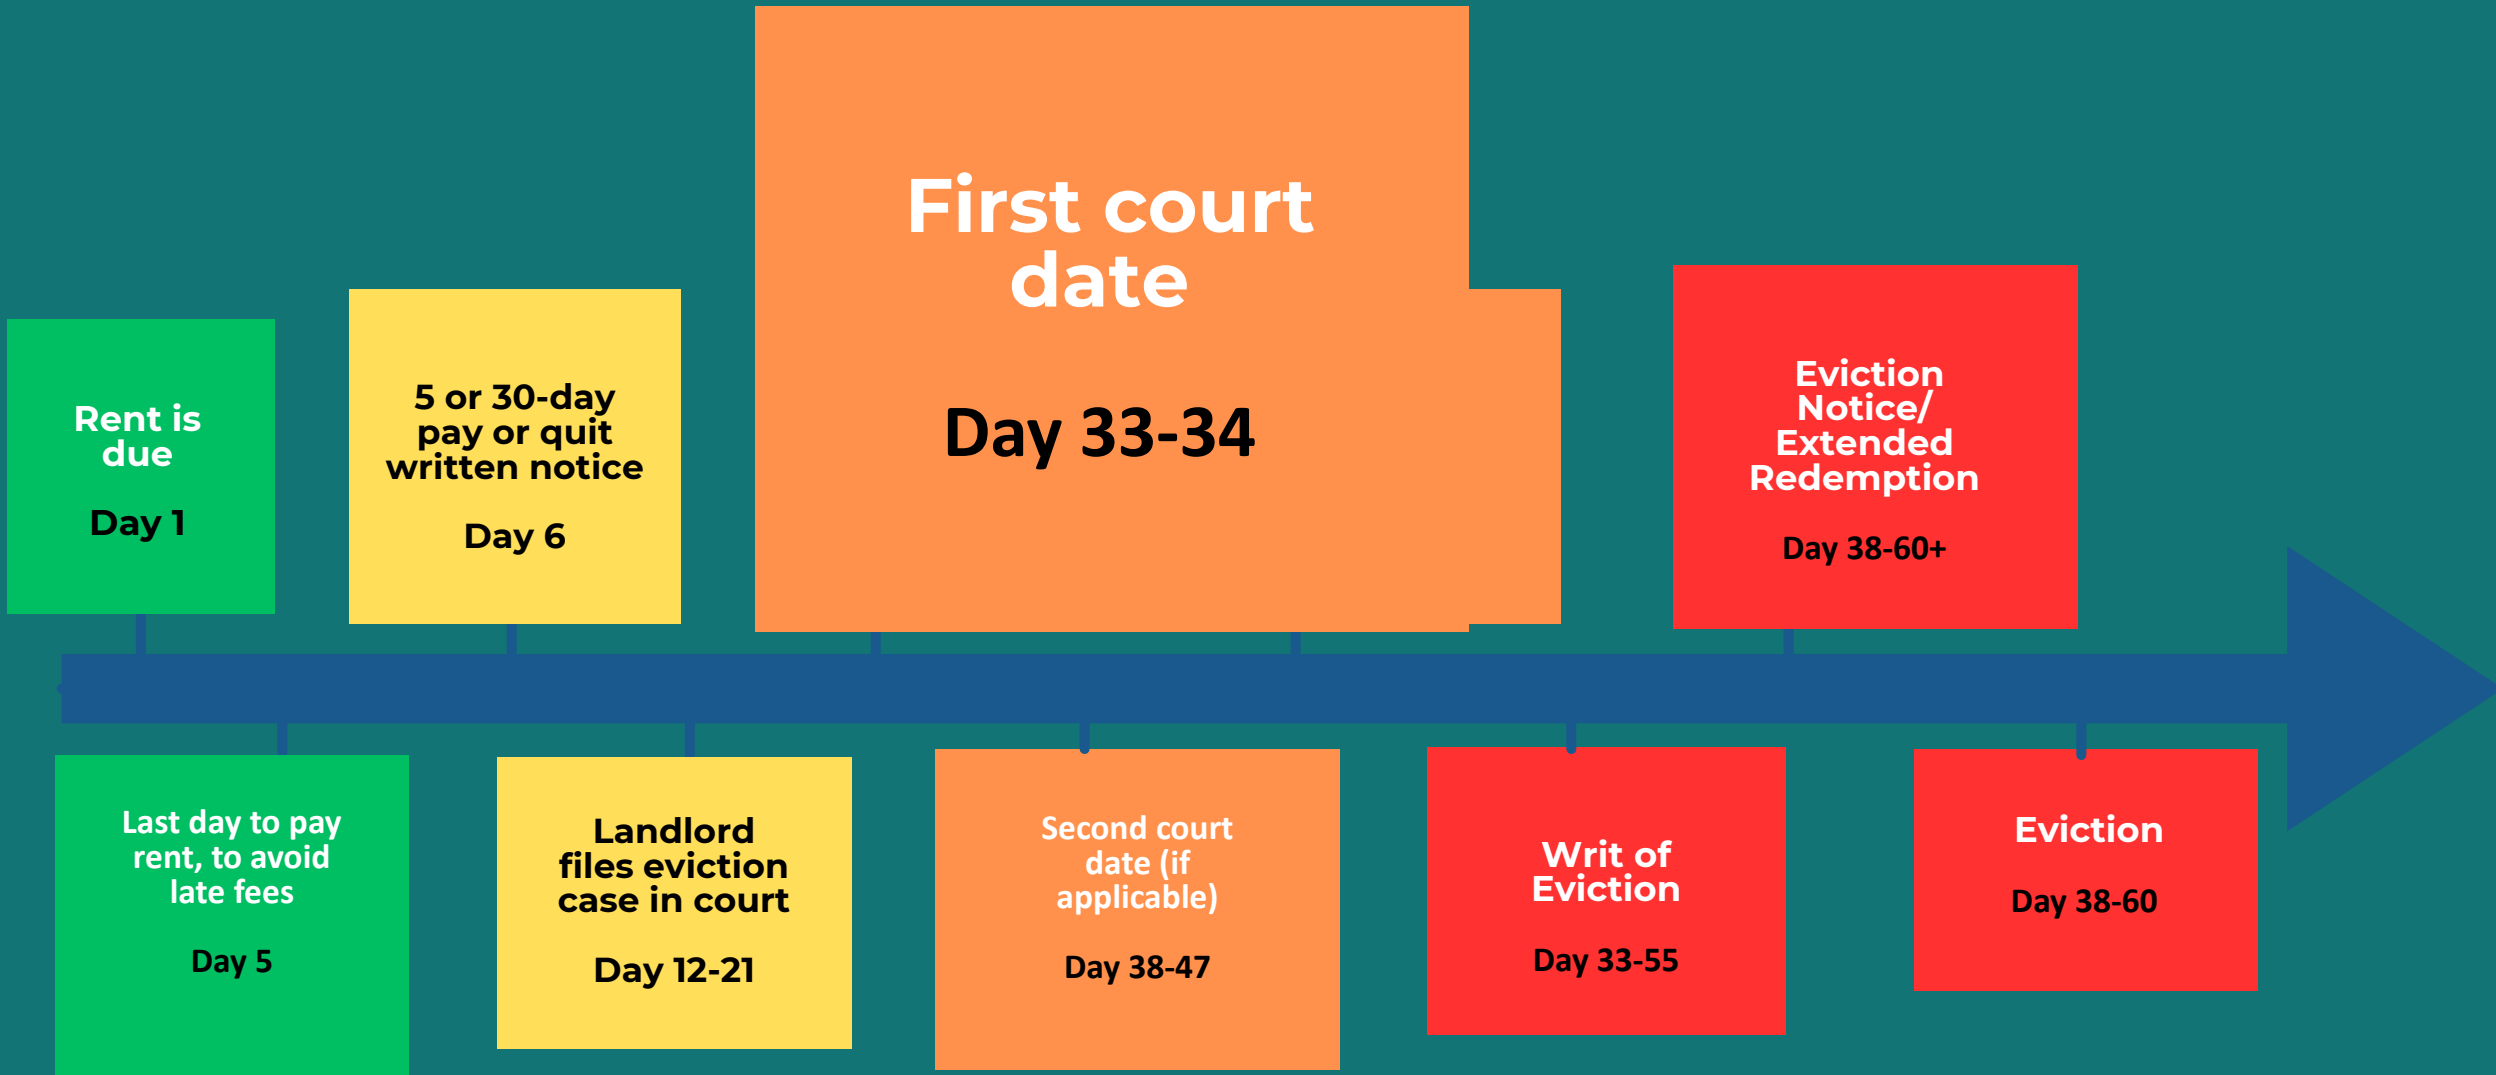 Rent is
due
Day 1
Last day to pay
rent, to avoid
late fees
Day 5
5 or 30-day
pay or quit
written notice
Day 6
Landlord
files eviction
case in court
Day 12-21
First court
date
Day 33-34
Second court
date (if
applicable)
Day 38-47
Writ of
Eviction
Day 33-55
Eviction
Notice/
Extended
Redemption
Day 38-60+
Eviction
Day 38-60